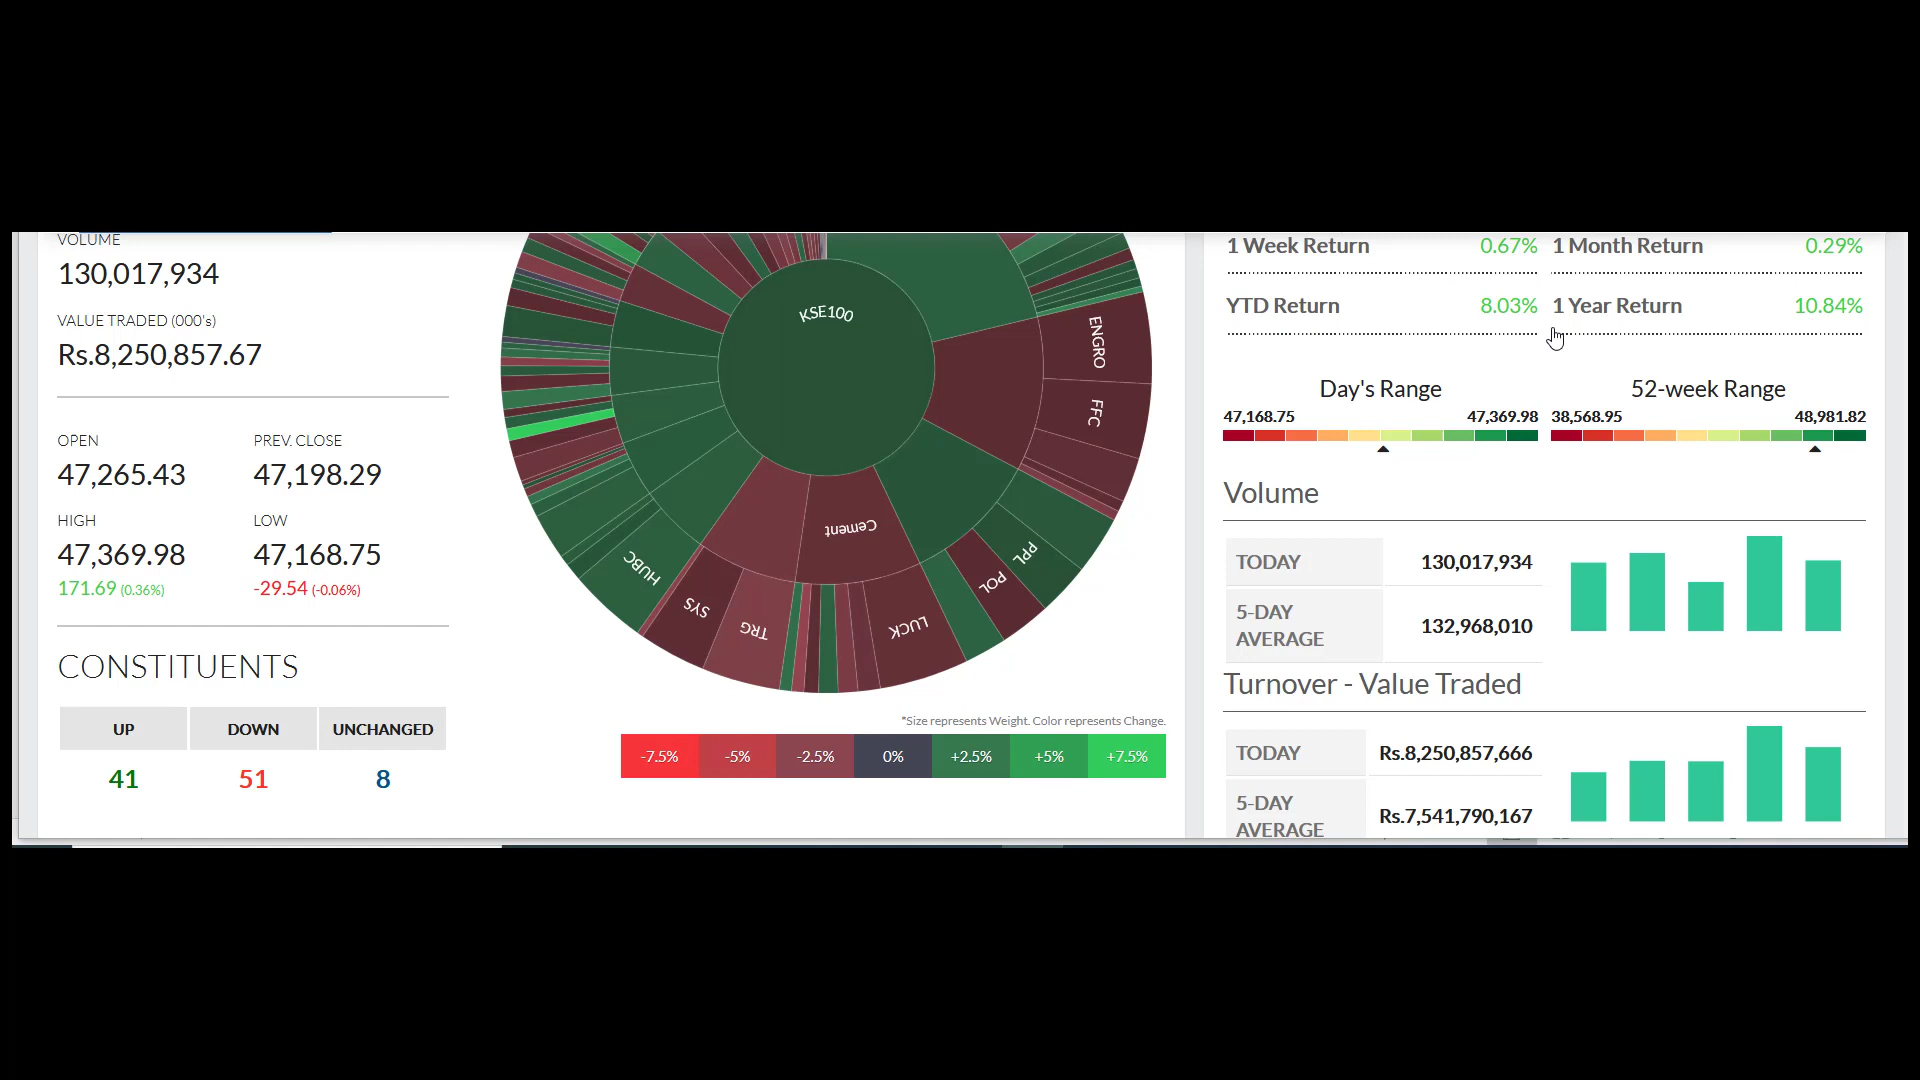 VOLUME
130,017,934
VALUE TRADED (000's)
Rs.8,250,857.67
OPEN
PREV. CLOSE
47,265.43
47,198.29
HIGH
LOW
47,369.98
47,168.75
171.69 (0.36%)
-29.54 (-0.06%)
CONSTITUENTS
UP
DOWN
UNCHANGED
41
51
8
KSE100
ENGRO
FFC
PPL
POL
Cement
LUCK
TRG
SYS
HUBC
*Size represents Weight. Color represents Change.
-7.5%
-5%
-2.5%
0%
+2.5%
+5%
+7.5%
1 Week Return 0.67%
1 Month Return 0.29%
YTD Return 8.03%
1 Year Return 10.84%
Day's Range
52-week Range
47,168.75 47,369.98
38,568.95 48,981.82
Volume
TODAY 130,017,934
5-DAY
AVERAGE
132,968,010
Turnover - Value Traded
TODAY Rs.8,250,857,666
5-DAY
AVERAGE
Rs.7,541,790,167